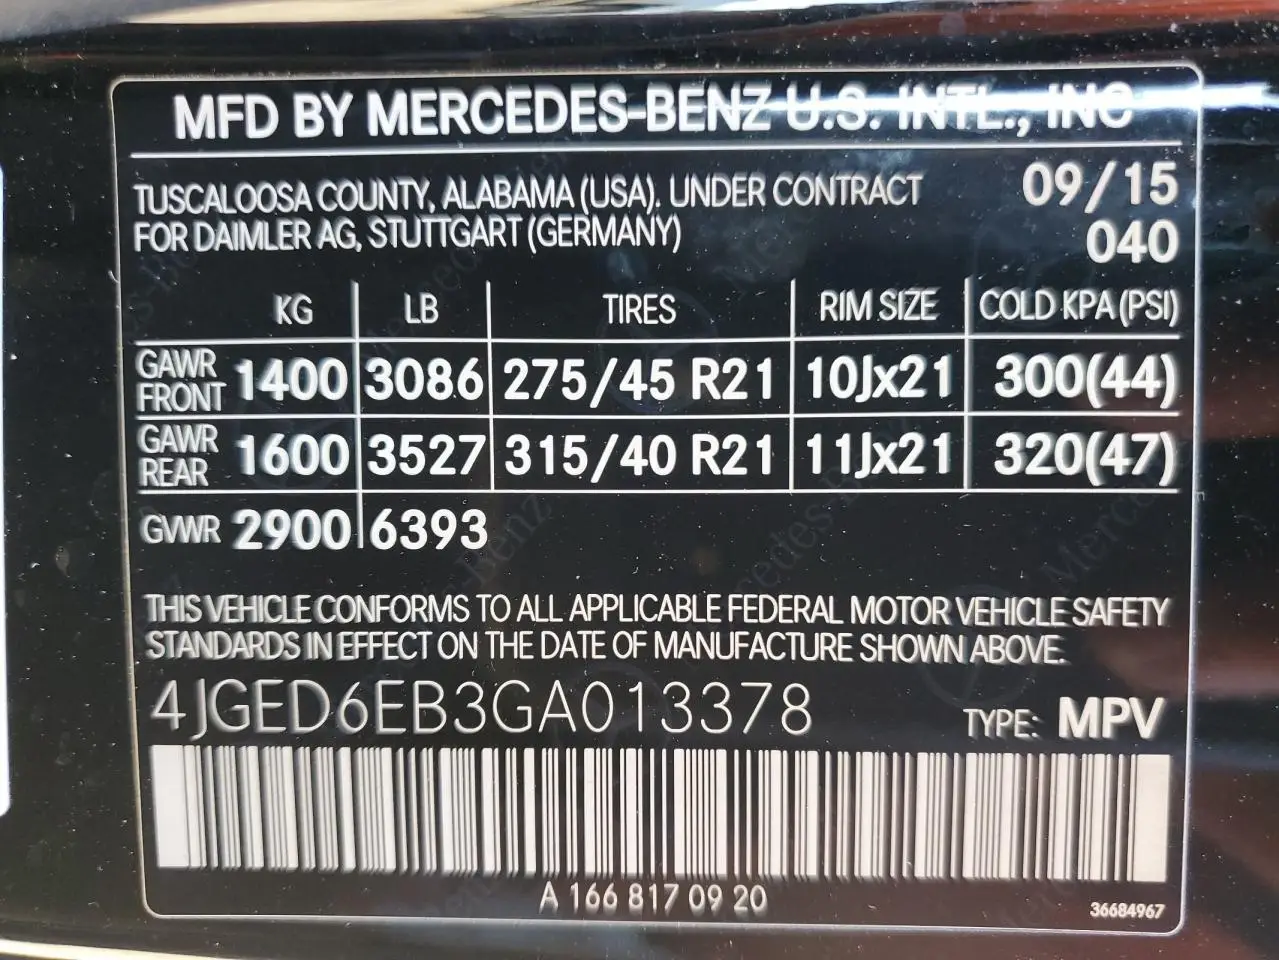 MFD BY MERCEDES-BENZ U.S. INTL., INC
TUSCALOOSA COUNTY, ALABAMA (USA). UNDER CONTRACT 09/15
FOR DAIMLER AG, STUTTGART (GERMANY) 040
KG LB TIRES RIM SIZE COLD KPA (PSI)
GAWR FRONT 1400 3086 275/45 R21 10Jx21 300(44)
GAWR REAR 1600 3527 315/40 R21 11Jx21 320(47)
GVWR 2900 6393
THIS VEHICLE CONFORMS TO ALL APPLICABLE FEDERAL MOTOR VEHICLE SAFETY
STANDARDS IN EFFECT ON THE DATE OF MANUFACTURE SHOWN ABOVE.
4JGED6EB3GA013378 TYPE: MPV
A 166 817 09 20
36684967